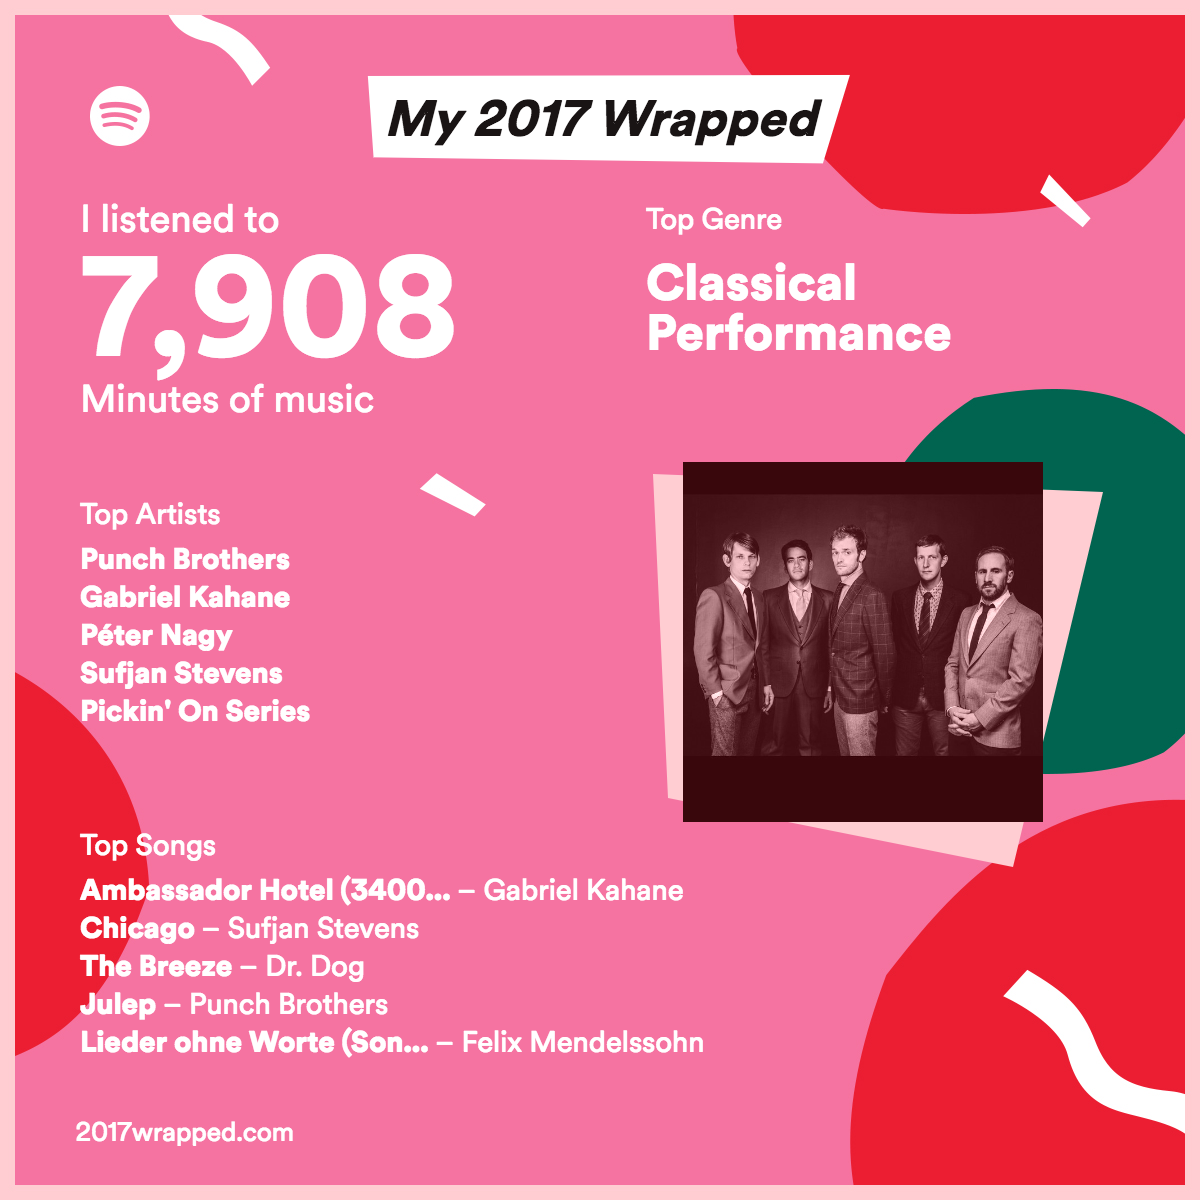 My 2017 Wrapped
I listened to
7,908
Minutes of music
Top Genre
Classical
Performance
Top Artists
Punch Brothers
Gabriel Kahane
Péter Nagy
Sufjan Stevens
Pickin' On Series
Top Songs
Ambassador Hotel (3400... – Gabriel Kahane
Chicago – Sufjan Stevens
The Breeze – Dr. Dog
Julep – Punch Brothers
Lieder ohne Worte (Son... – Felix Mendelssohn
2017wrapped.com